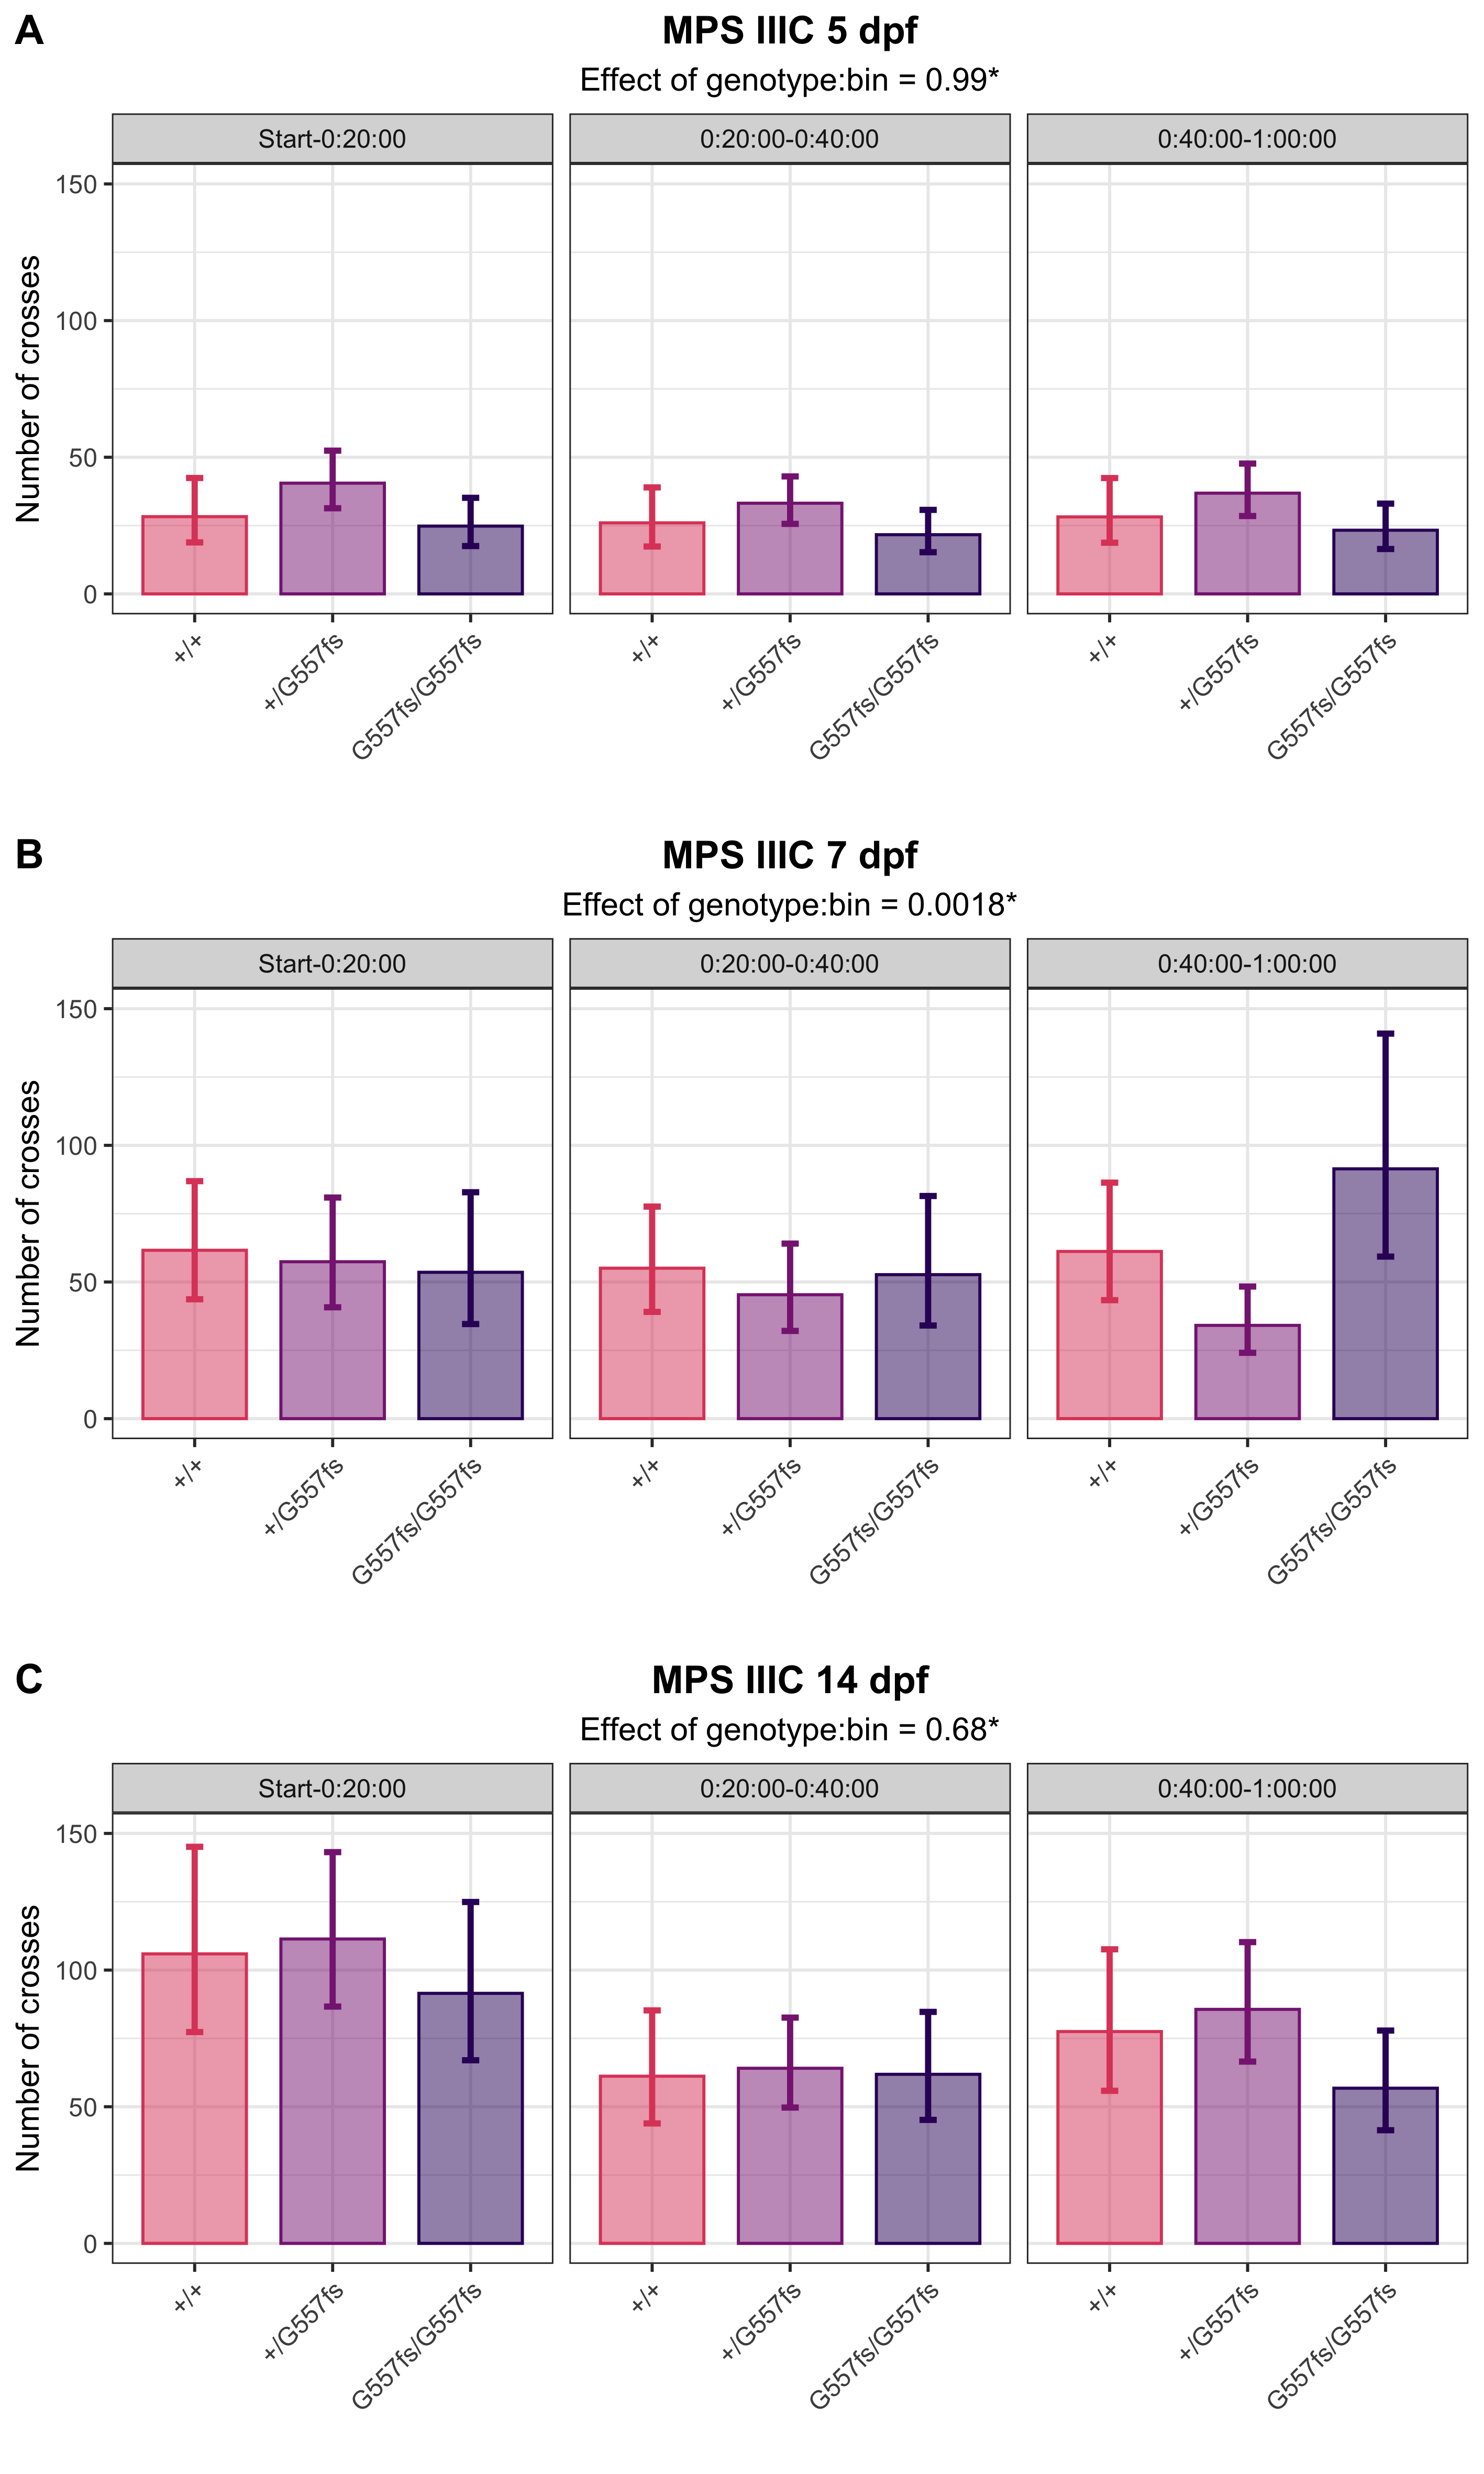 A
MPS IIIC 5 dpf
Effect of genotype:bin = 0.99*
Start-0:20:00 0:20:00-0:40:00 0:40:00-1:00:00
Number of crosses
150
100
50
0
+/+ +/G557fs G557fs/G557fs +/+ +/G557fs G557fs/G557fs +/+ +/G557fs G557fs/G557fs
B
MPS IIIC 7 dpf
Effect of genotype:bin = 0.0018*
Start-0:20:00 0:20:00-0:40:00 0:40:00-1:00:00
Number of crosses
150
100
50
0
+/+ +/G557fs G557fs/G557fs +/+ +/G557fs G557fs/G557fs +/+ +/G557fs G557fs/G557fs
C
MPS IIIC 14 dpf
Effect of genotype:bin = 0.68*
Start-0:20:00 0:20:00-0:40:00 0:40:00-1:00:00
Number of crosses
150
100
50
0
+/+ +/G557fs G557fs/G557fs +/+ +/G557fs G557fs/G557fs +/+ +/G557fs G557fs/G557fs